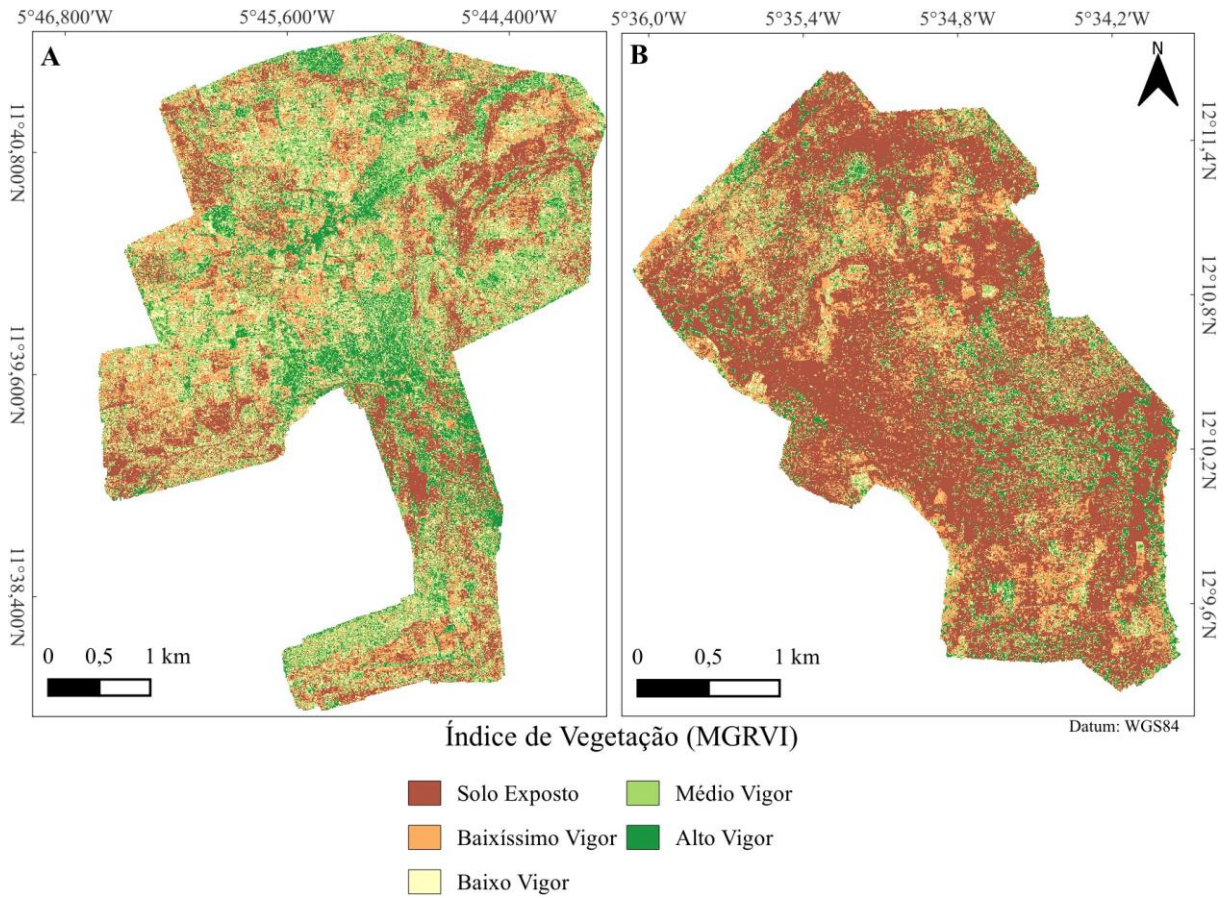 5°46,800'W 5°45,600'W 5°44,400'W
5°36,0'W 5°35,4'W 5°34,8'W 5°34,2'W
A
B
N
11°40,800'N
11°39,600'N
11°38,400'N
12°11,4'N
12°10,8'N
12°10,2'N
12°9,6'N
0 0,5 1 km
0 0,5 1 km
Datum: WGS84
Índice de Vegetação (MGRVI)
Solo Exposto
Médio Vigor
Baixíssimo Vigor
Alto Vigor
Baixo Vigor